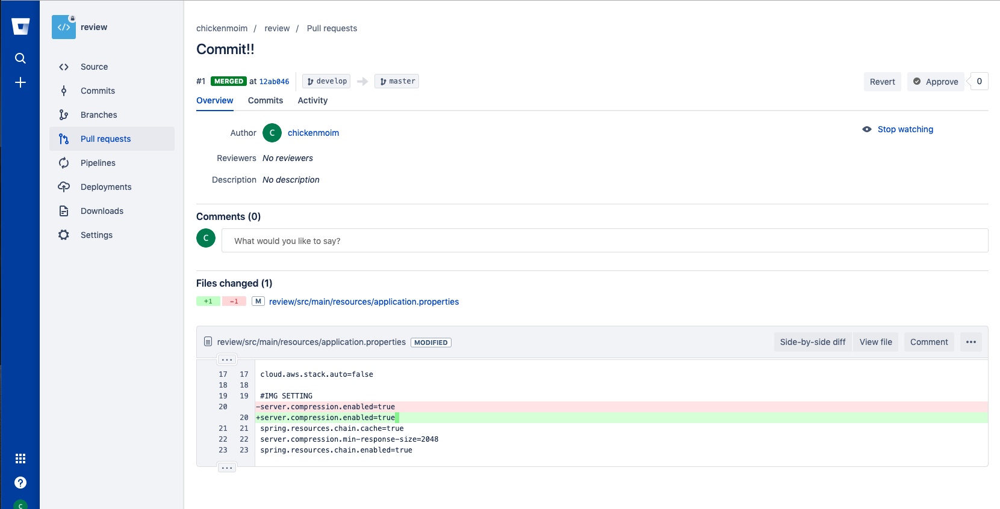 review
Source
Commits
Branches
Pull requests
Pipelines
Deployments
Downloads
Settings
C
chickenmoim / review / Pull requests
Commit!!
#1 MERGED at 12ab046 develop master
Revert Approve 0
Overview Commits Activity
Author C chickenmoim
Stop watching
Reviewers No reviewers
Description No description
Comments (0)
C What would you like to say?
Files changed (1)
+1 −1 M review/src/main/resources/application.properties
review/src/main/resources/application.properties MODIFIED
Side-by-side diff View file Comment •••
...
17 17 cloud.aws.stack.auto=false
18 18
19 19 #IMG SETTING
20 -server.compression.enabled=true
20 +server.compression.enabled=true
21 21 spring.resources.chain.cache=true
22 22 server.compression.min-response-size=2048
23 23 spring.resources.chain.enabled=true
...